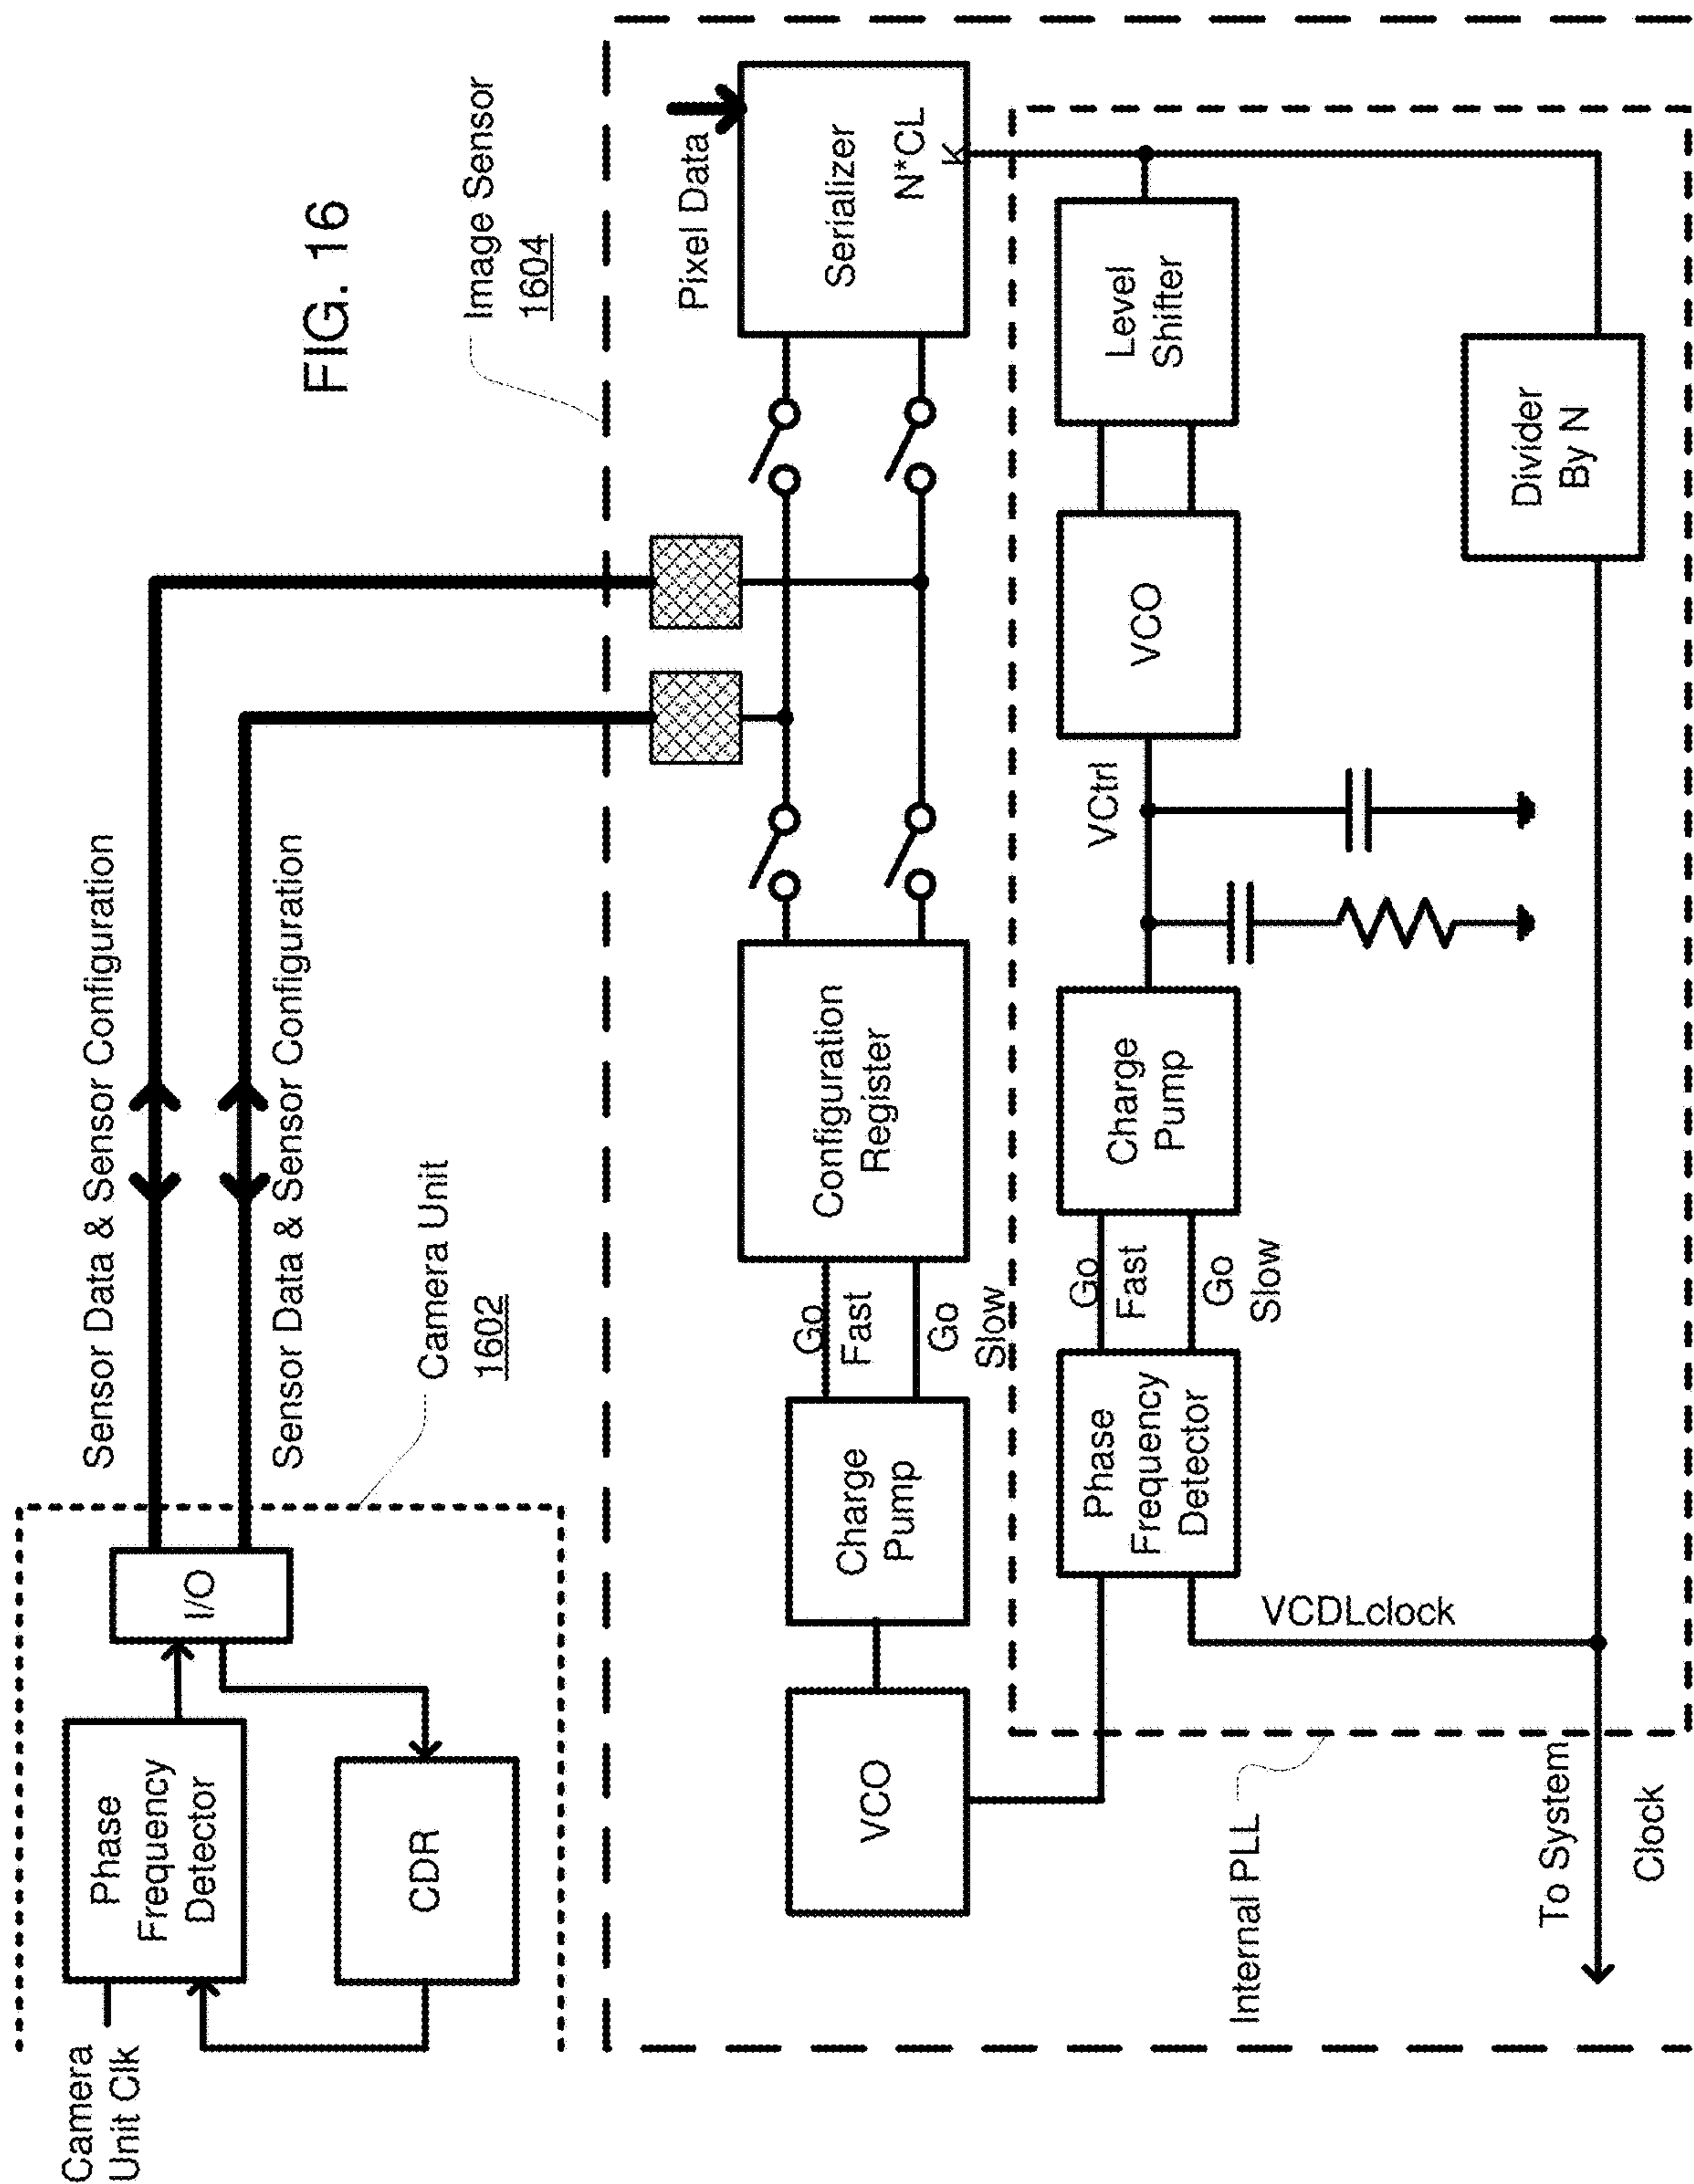 FIG. 16
Camera
Unit Clk
Phase
Frequency
Detector
I/O
CDR
Camera Unit
1602
Sensor Data & Sensor Configuration
Sensor Data & Sensor Configuration
Image Sensor
1604
VCO
Charge
Pump
Go
Fast
Go
Slow
Configuration
Register
Pixel Data
Serializer
N*CL
K
Internal PLL
Phase
Frequency
Detector
Go
Fast
Go
Slow
Charge
Pump
VCtrl
VCO
Level
Shifter
VCDLclock
Divider
By N
To System
Clock